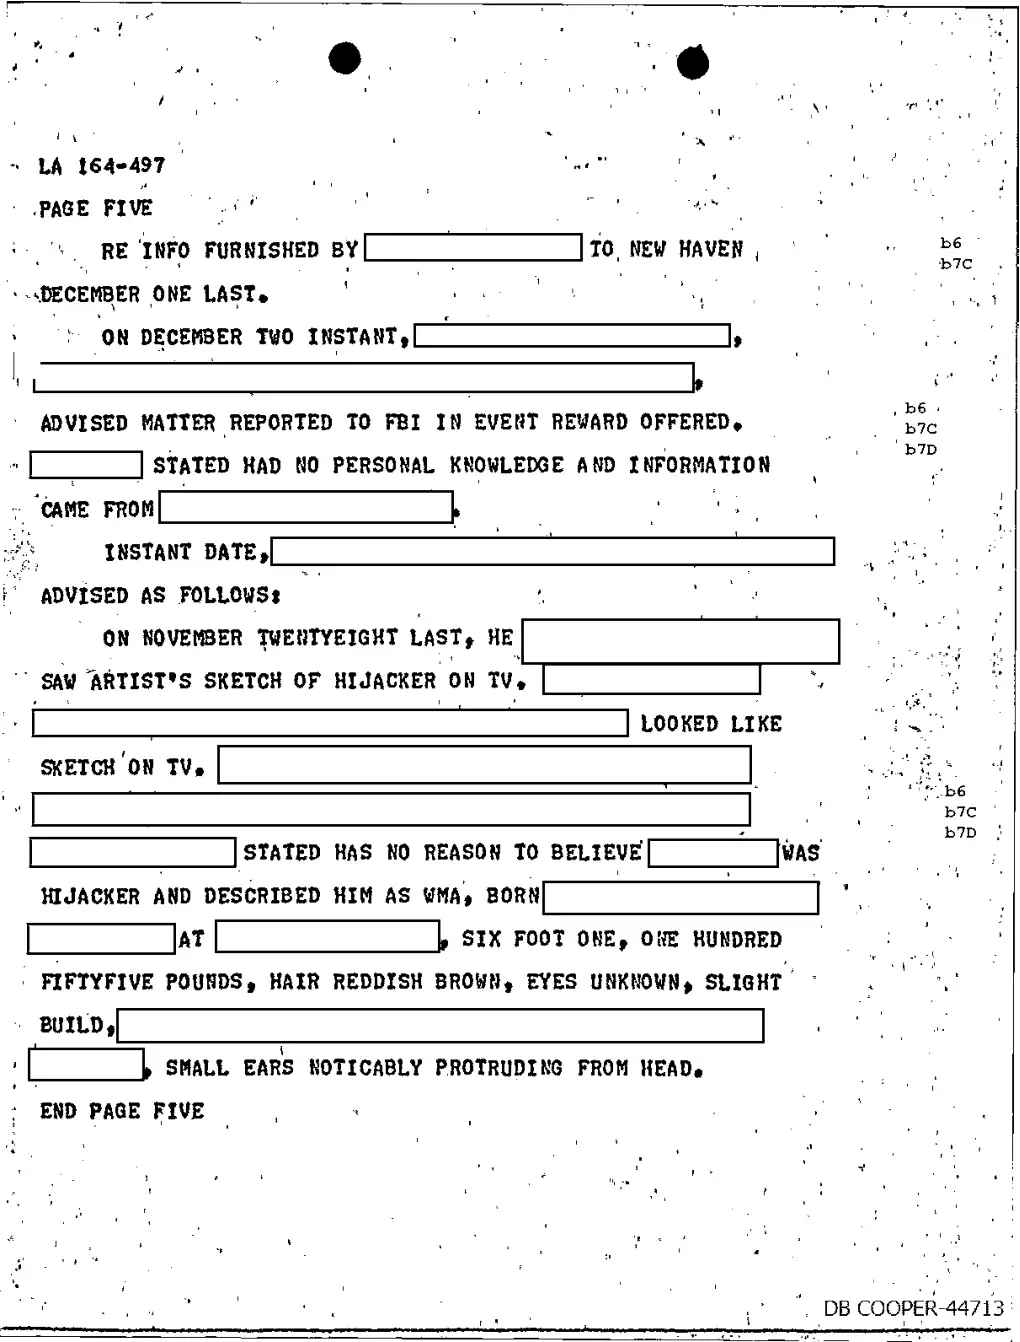 LA 164-497
PAGE FIVE
RE INFO FURNISHED BY TO NEW HAVEN
b6
b7C
DECEMBER ONE LAST.
ON DECEMBER TWO INSTANT, ,
,
ADVISED MATTER REPORTED TO FBI IN EVENT REWARD OFFERED.
b6
b7C
b7D
STATED HAD NO PERSONAL KNOWLEDGE AND INFORMATION
CAME FROM .
INSTANT DATE,
ADVISED AS FOLLOWS:
ON NOVEMBER TWENTYEIGHT LAST, HE
SAW ARTIST'S SKETCH OF HIJACKER ON TV.
LOOKED LIKE
SKETCH ON TV.
b6
b7C
b7D
STATED HAS NO REASON TO BELIEVE WAS
HIJACKER AND DESCRIBED HIM AS WMA, BORN
AT , SIX FOOT ONE, ONE HUNDRED
FIFTYFIVE POUNDS, HAIR REDDISH BROWN, EYES UNKNOWN, SLIGHT
BUILD,
, SMALL EARS NOTICABLY PROTRUDING FROM HEAD.
END PAGE FIVE
DB COOPER-44713